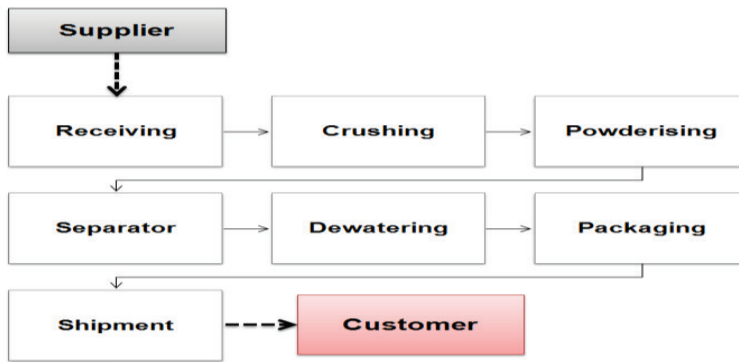 Supplier
Receiving
Crushing
Powderising
Separator
Dewatering
Packaging
Shipment
Customer